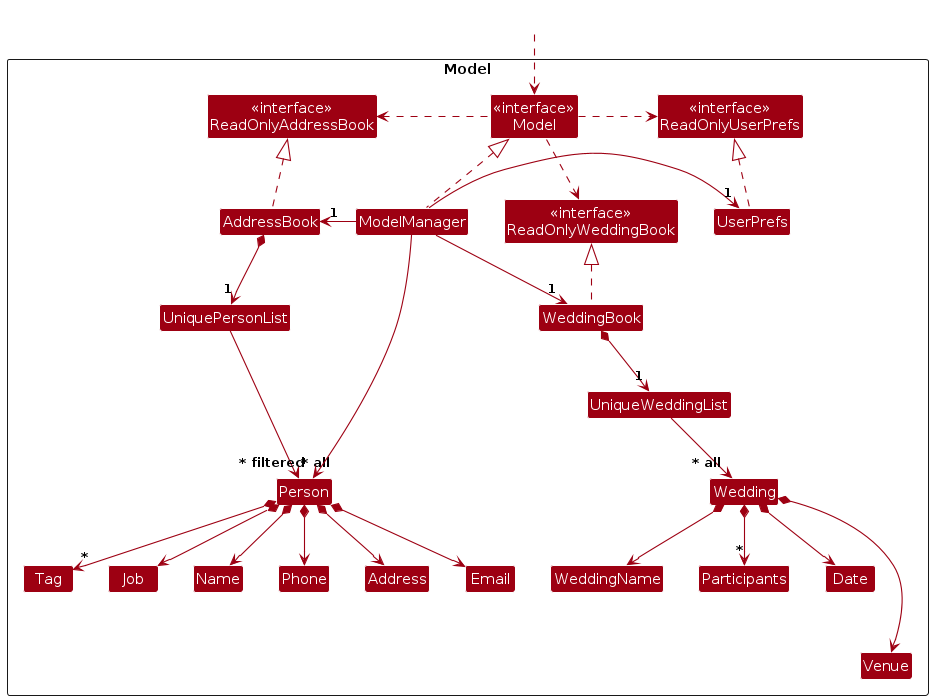 Model
«interface»
ReadOnlyAddressBook
«interface»
Model
«interface»
ReadOnlyUserPrefs
1
AddressBook
1
ModelManager
«interface»
ReadOnlyWeddingBook
1
UserPrefs
1
UniquePersonList
1
WeddingBook
1
UniqueWeddingList
* filtered
* all
* all
Person
Wedding
*
*
Tag
Job
Name
Phone
Address
Email
WeddingName
Participants
Date
Venue